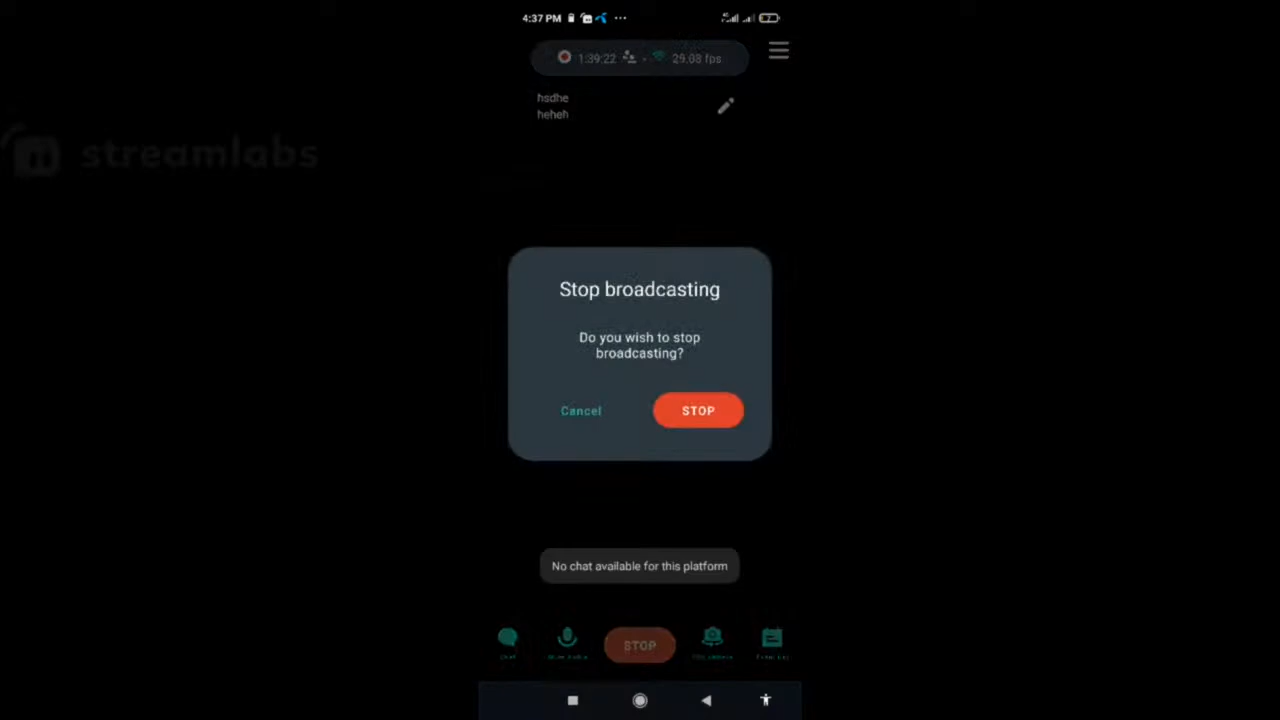 4:37 PM
1:39:22 - 29.08 fps
hsdhe
heheh
streamlabs
Stop broadcasting
Do you wish to stop
broadcasting?
Cancel
STOP
No chat available for this platform
STOP
Chat